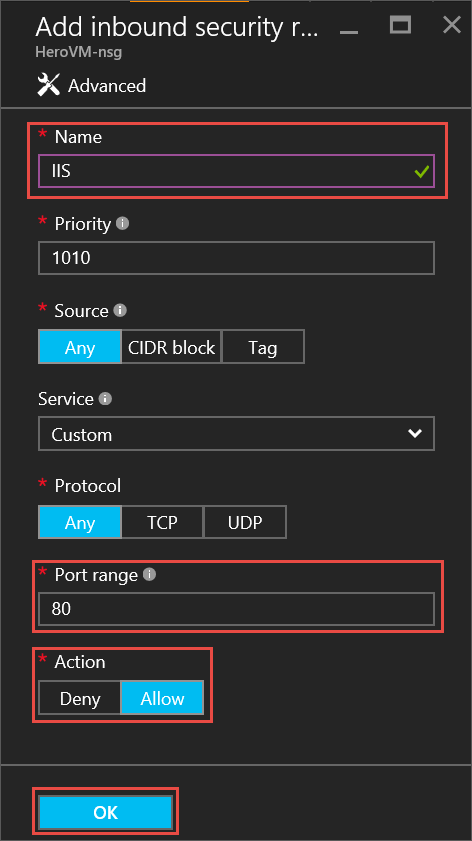 Add inbound security r...
HeroVM-nsg
Advanced
* Name
IIS
* Priority
1010
* Source
Any CIDR block Tag
Service
Custom
* Protocol
Any TCP UDP
* Port range
80
* Action
Deny Allow
OK